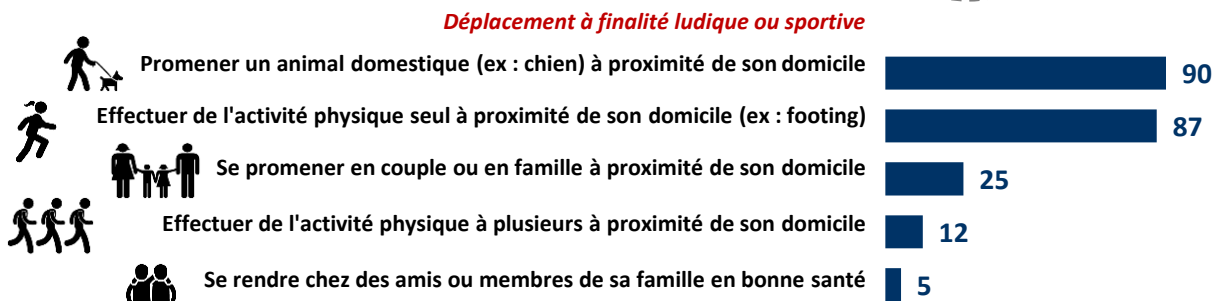 Déplacement à finalité ludique ou sportive
Promener un animal domestique (ex : chien) à proximité de son domicile 90
Effectuer de l'activité physique seul à proximité de son domicile (ex : footing) 87
Se promener en couple ou en famille à proximité de son domicile 25
Effectuer de l'activité physique à plusieurs à proximité de son domicile 12
Se rendre chez des amis ou membres de sa famille en bonne santé 5